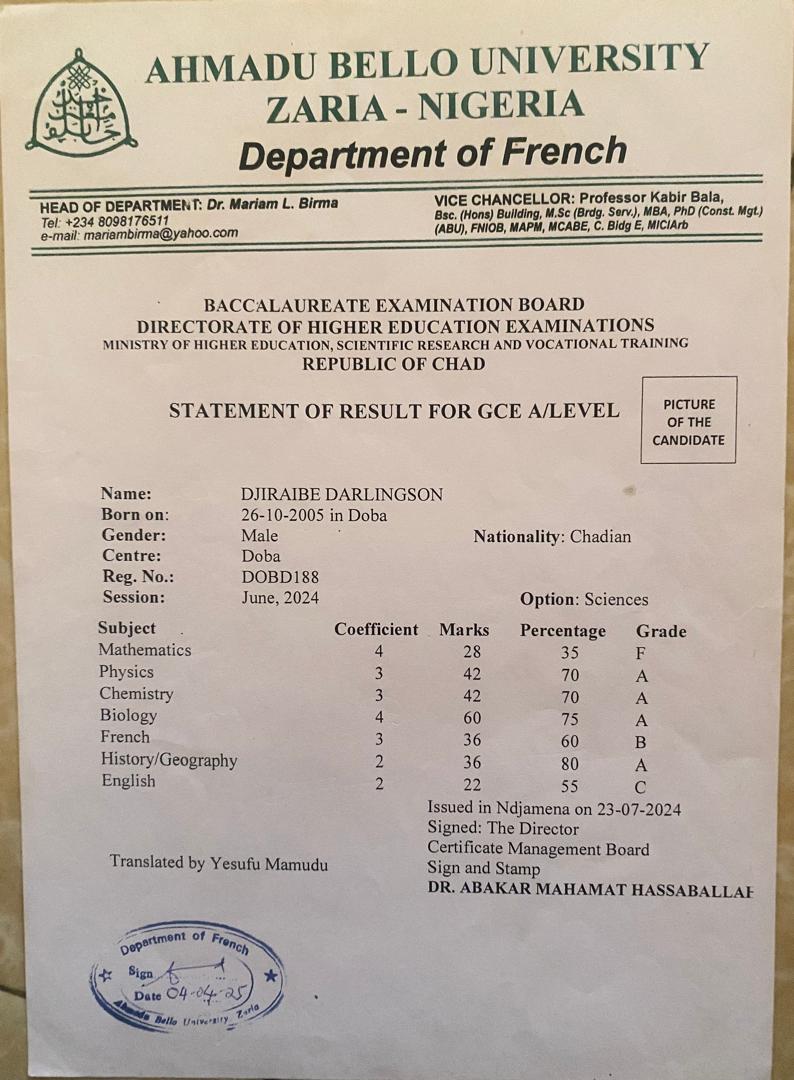 AHMADU BELLO UNIVERSITY
ZARIA - NIGERIA
Department of French
HEAD OF DEPARTMENT: Dr. Mariam L. Birma
Tel: +234 8098176511
e-mail: mariambirma@yahoo.com
VICE CHANCELLOR: Professor Kabir Bala,
Bsc. (Hons) Building, M.Sc (Brdg. Serv.), MBA, PhD (Const. Mgt.)
(ABU), FNIOB, MAPM, MCABE, C. Bldg E, MICIArb
BACCALAUREATE EXAMINATION BOARD
DIRECTORATE OF HIGHER EDUCATION EXAMINATIONS
MINISTRY OF HIGHER EDUCATION, SCIENTIFIC RESEARCH AND VOCATIONAL TRAINING
REPUBLIC OF CHAD
STATEMENT OF RESULT FOR GCE A/LEVEL
PICTURE
OF THE
CANDIDATE
Name: DJIRAIBE DARLINGSON
Born on: 26-10-2005 in Doba
Gender: Male Nationality: Chadian
Centre: Doba
Reg. No.: DOBD188
Session: June, 2024 Option: Sciences
Subject Coefficient Marks Percentage Grade
Mathematics 4 28 35 F
Physics 3 42 70 A
Chemistry 3 42 70 A
Biology 4 60 75 A
French 3 36 60 B
History/Geography 2 36 80 A
English 2 22 55 C
Issued in Ndjamena on 23-07-2024
Signed: The Director
Certificate Management Board
Sign and Stamp
DR. ABAKAR MAHAMAT HASSABALLAH
Translated by Yesufu Mamudu
Department of French
Sign
Date 04-04-25
Ahmadu Bello University Zaria